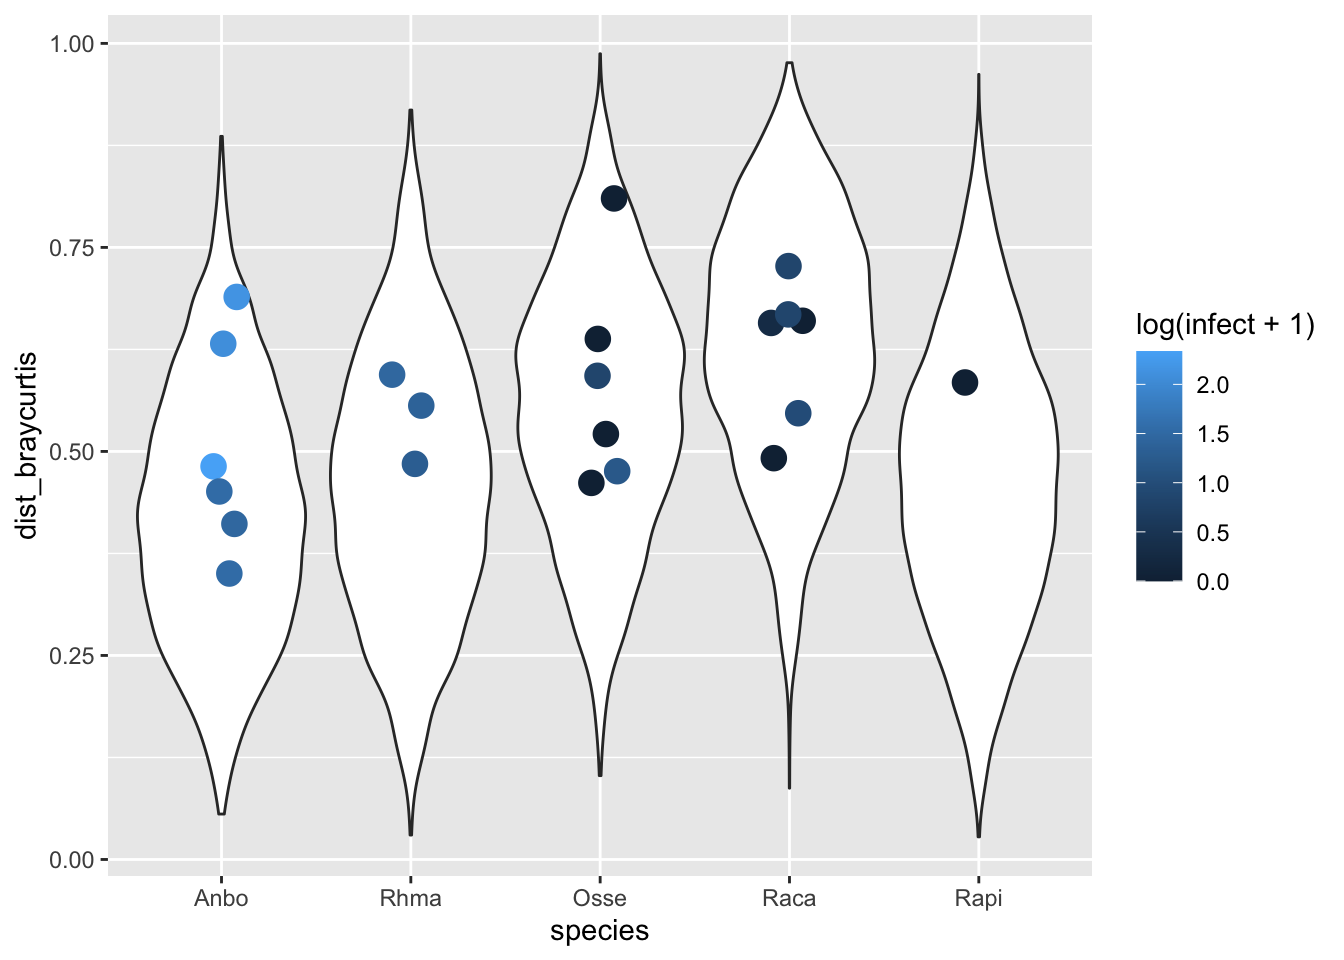 1.00
0.75
0.50
0.25
0.00
dist_braycurtis
Anbo Rhma Osse Raca Rapi
species
log(infect + 1)
2.0
1.5
1.0
0.5
0.0